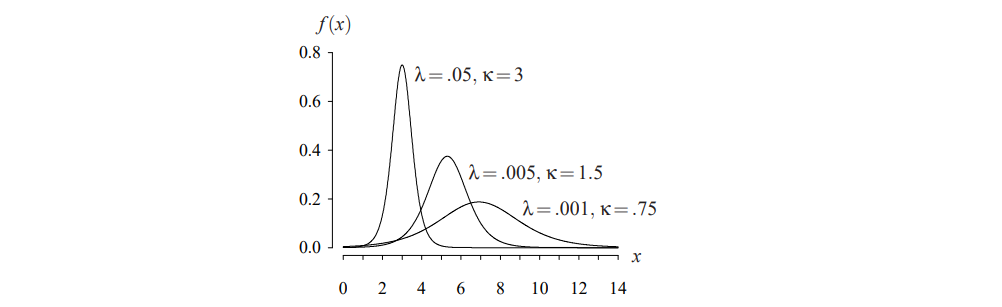 f(x)
0.8
λ = .05, κ = 3
0.6
0.4
λ = .005, κ = 1.5
0.2
λ = .001, κ = .75
0.0
x
0 2 4 6 8 10 12 14